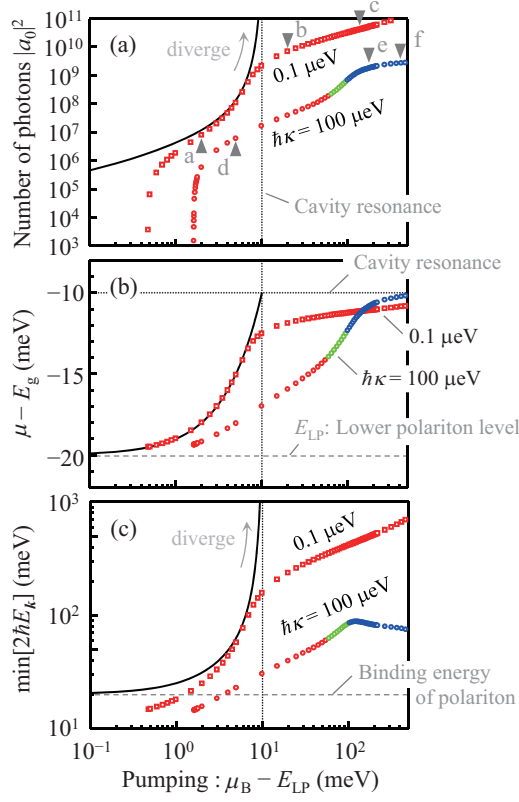 Number of photons |a₀|²
10¹¹
10¹⁰
10⁹
10⁸
10⁷
10⁶
10⁵
10⁴
10³
(a)
diverge
b
c
0.1 μeV
e
f
ħκ = 100 μeV
a
d
Cavity resonance
μ − E_g (meV)
−10
−15
−20
(b)
Cavity resonance
0.1 μeV
ħκ = 100 μeV
E_LP: Lower polariton level
min[2ħE_k] (meV)
10³
10²
10¹
(c)
diverge
0.1 μeV
ħκ = 100 μeV
Binding energy
of polariton
10⁻¹
10⁰
10¹
10²
Pumping : μ_B − E_LP (meV)